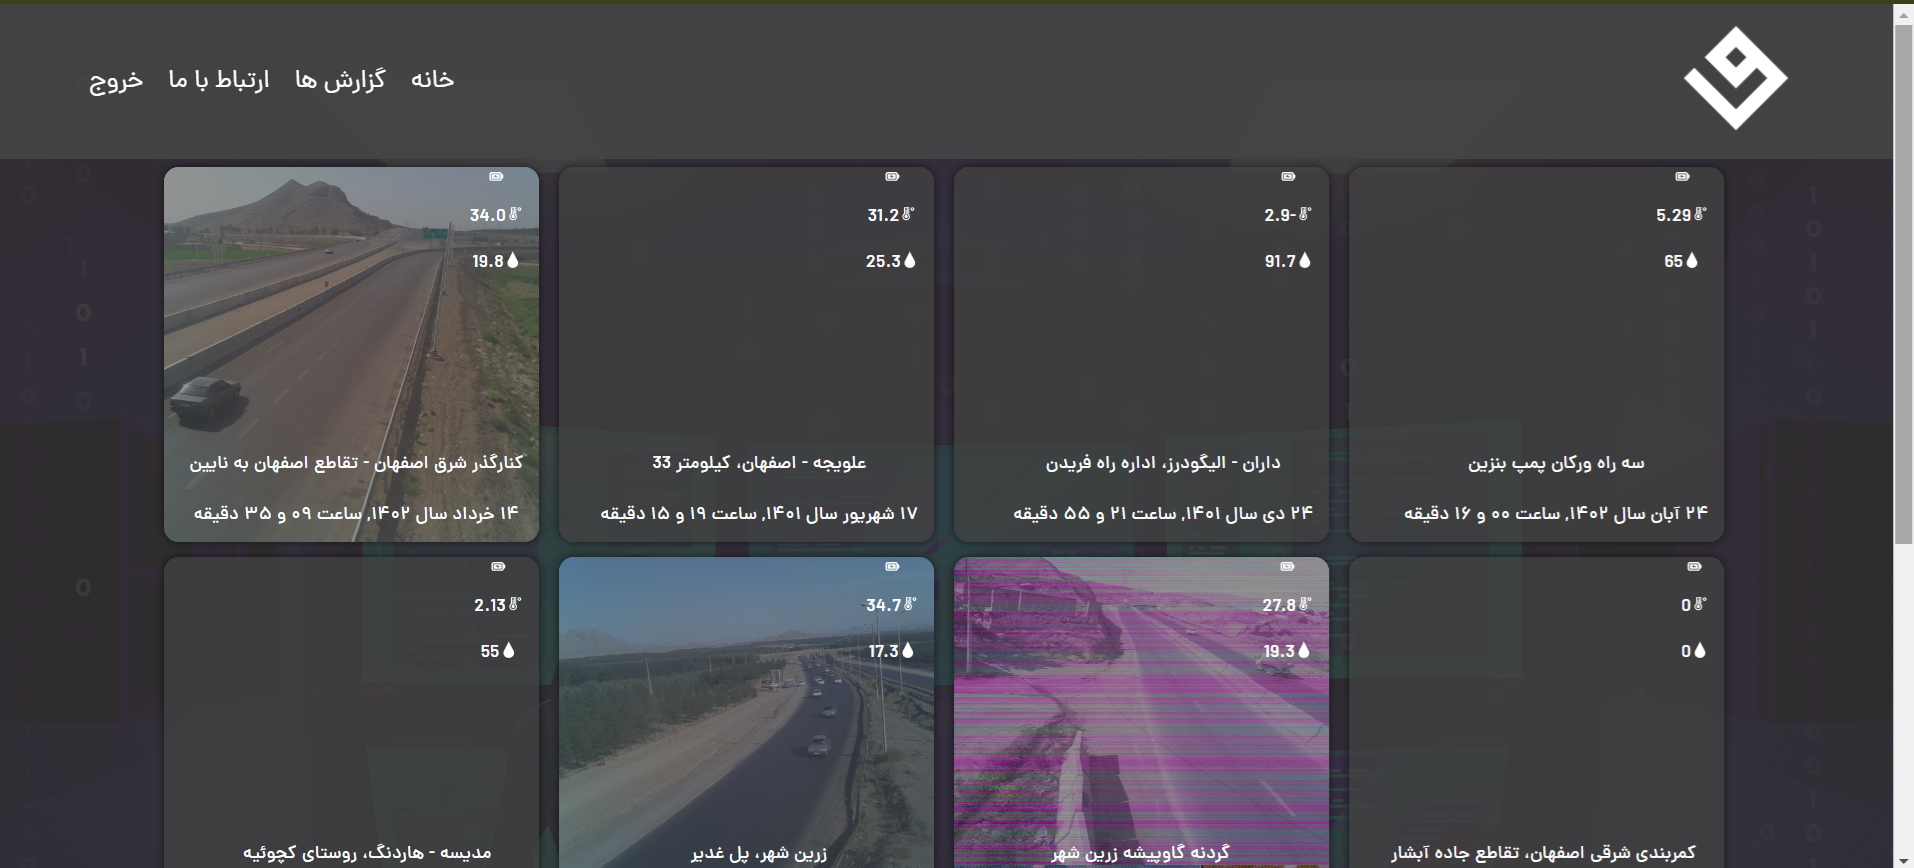 خانه گزارش ها ارتباط با ما خروج
5.29
65
سه راه ورکان پمپ بنزین
۲۴ آبان سال ۱۴۰۲, ساعت ۰۰ و ۱۶ دقیقه
2.9-
91.7
داران - الیگودرز، اداره راه فریدن
۲۴ دی سال ۱۴۰۱, ساعت ۲۱ و ۵۵ دقیقه
31.2
25.3
علویجه - اصفهان، کیلومتر 33
۱۷ شهریور سال ۱۴۰۱, ساعت ۱۹ و ۱۵ دقیقه
34.0
19.8
کنارگذر شرق اصفهان - تقاطع اصفهان به نایین
۱۴ خرداد سال ۱۴۰۲, ساعت ۰۹ و ۳۵ دقیقه
0
0
کمربندی شرقی اصفهان، تقاطع جاده آبشار
27.8
19.3
گردنه گاوپیشه زرین شهر
34.7
17.3
زرین شهر، پل غدیر
2.13
55
مدیسه - هاردنگ، روستای کچوئیه